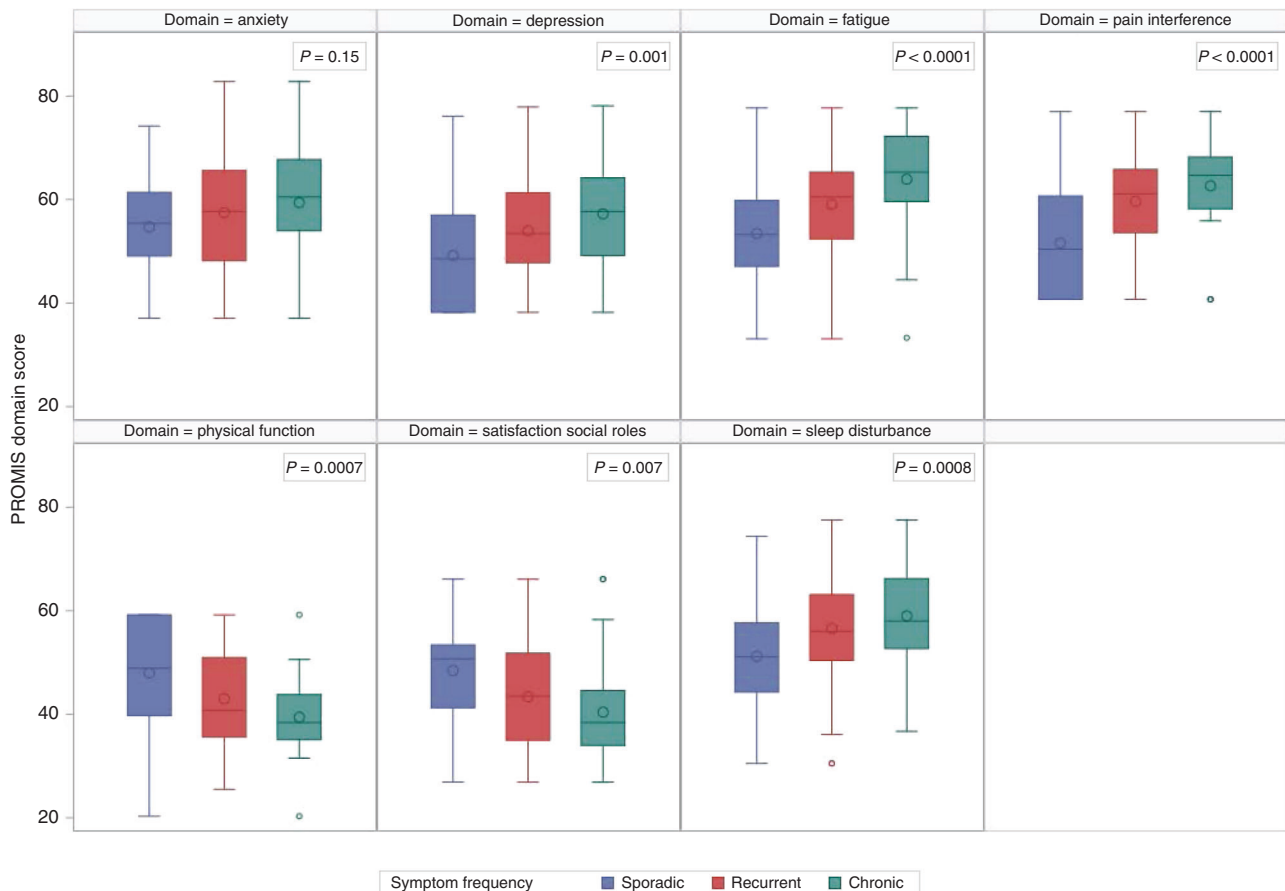 Domain = anxiety
Domain = depression
Domain = fatigue
Domain = pain interference
P = 0.15
P = 0.001
P < 0.0001
P < 0.0001
80
60
40
20
PROMIS domain score
Domain = physical function
Domain = satisfaction social roles
Domain = sleep disturbance
P = 0.0007
P = 0.007
P = 0.0008
80
60
40
20
Symptom frequency
Sporadic
Recurrent
Chronic